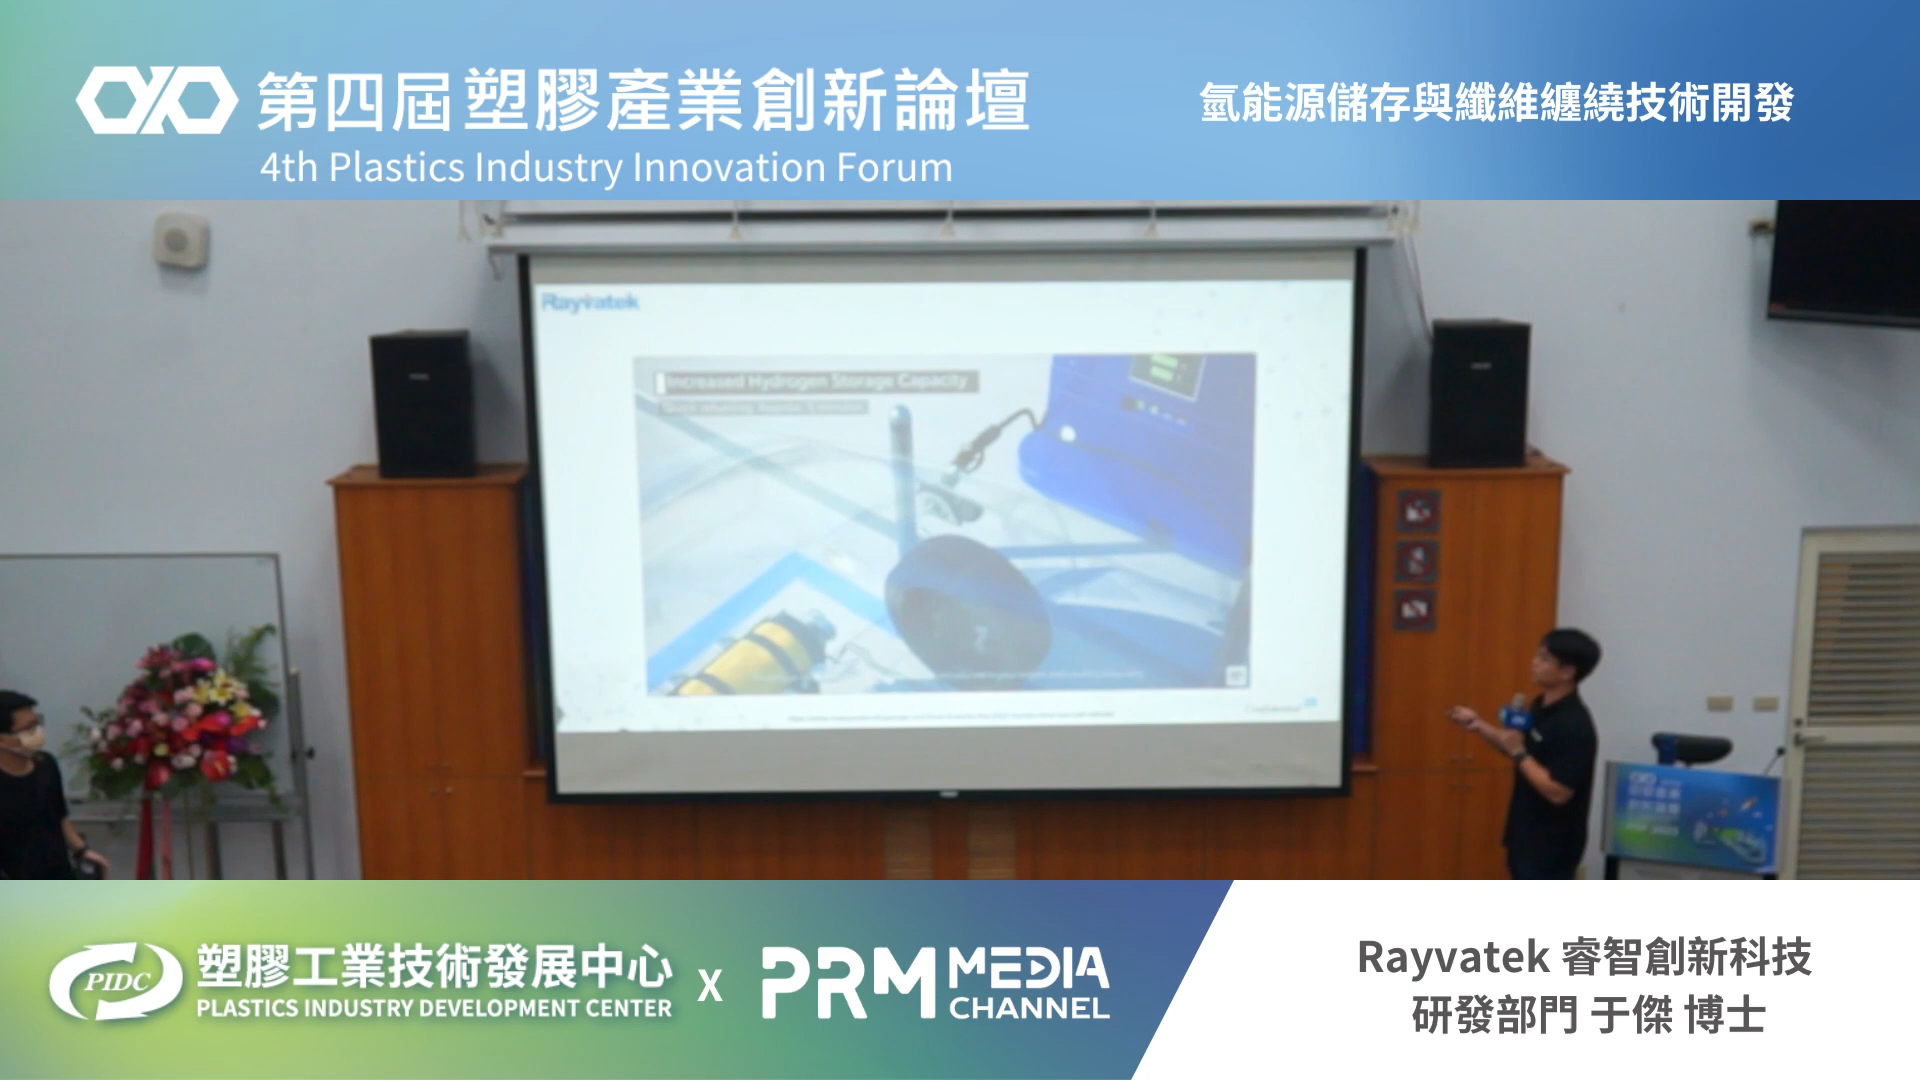 第四屆塑膠產業創新論壇
4th Plastics Industry Innovation Forum
氫能源儲存與纖維纏繞技術開發
Rayvatek
Increased Hydrogen Storage Capacity
PIDC
塑膠工業技術發展中心
PLASTICS INDUSTRY DEVELOPMENT CENTER
X
PRM MEDIA
CHANNEL
Rayvatek 睿智創新科技
研發部門 于傑 博士